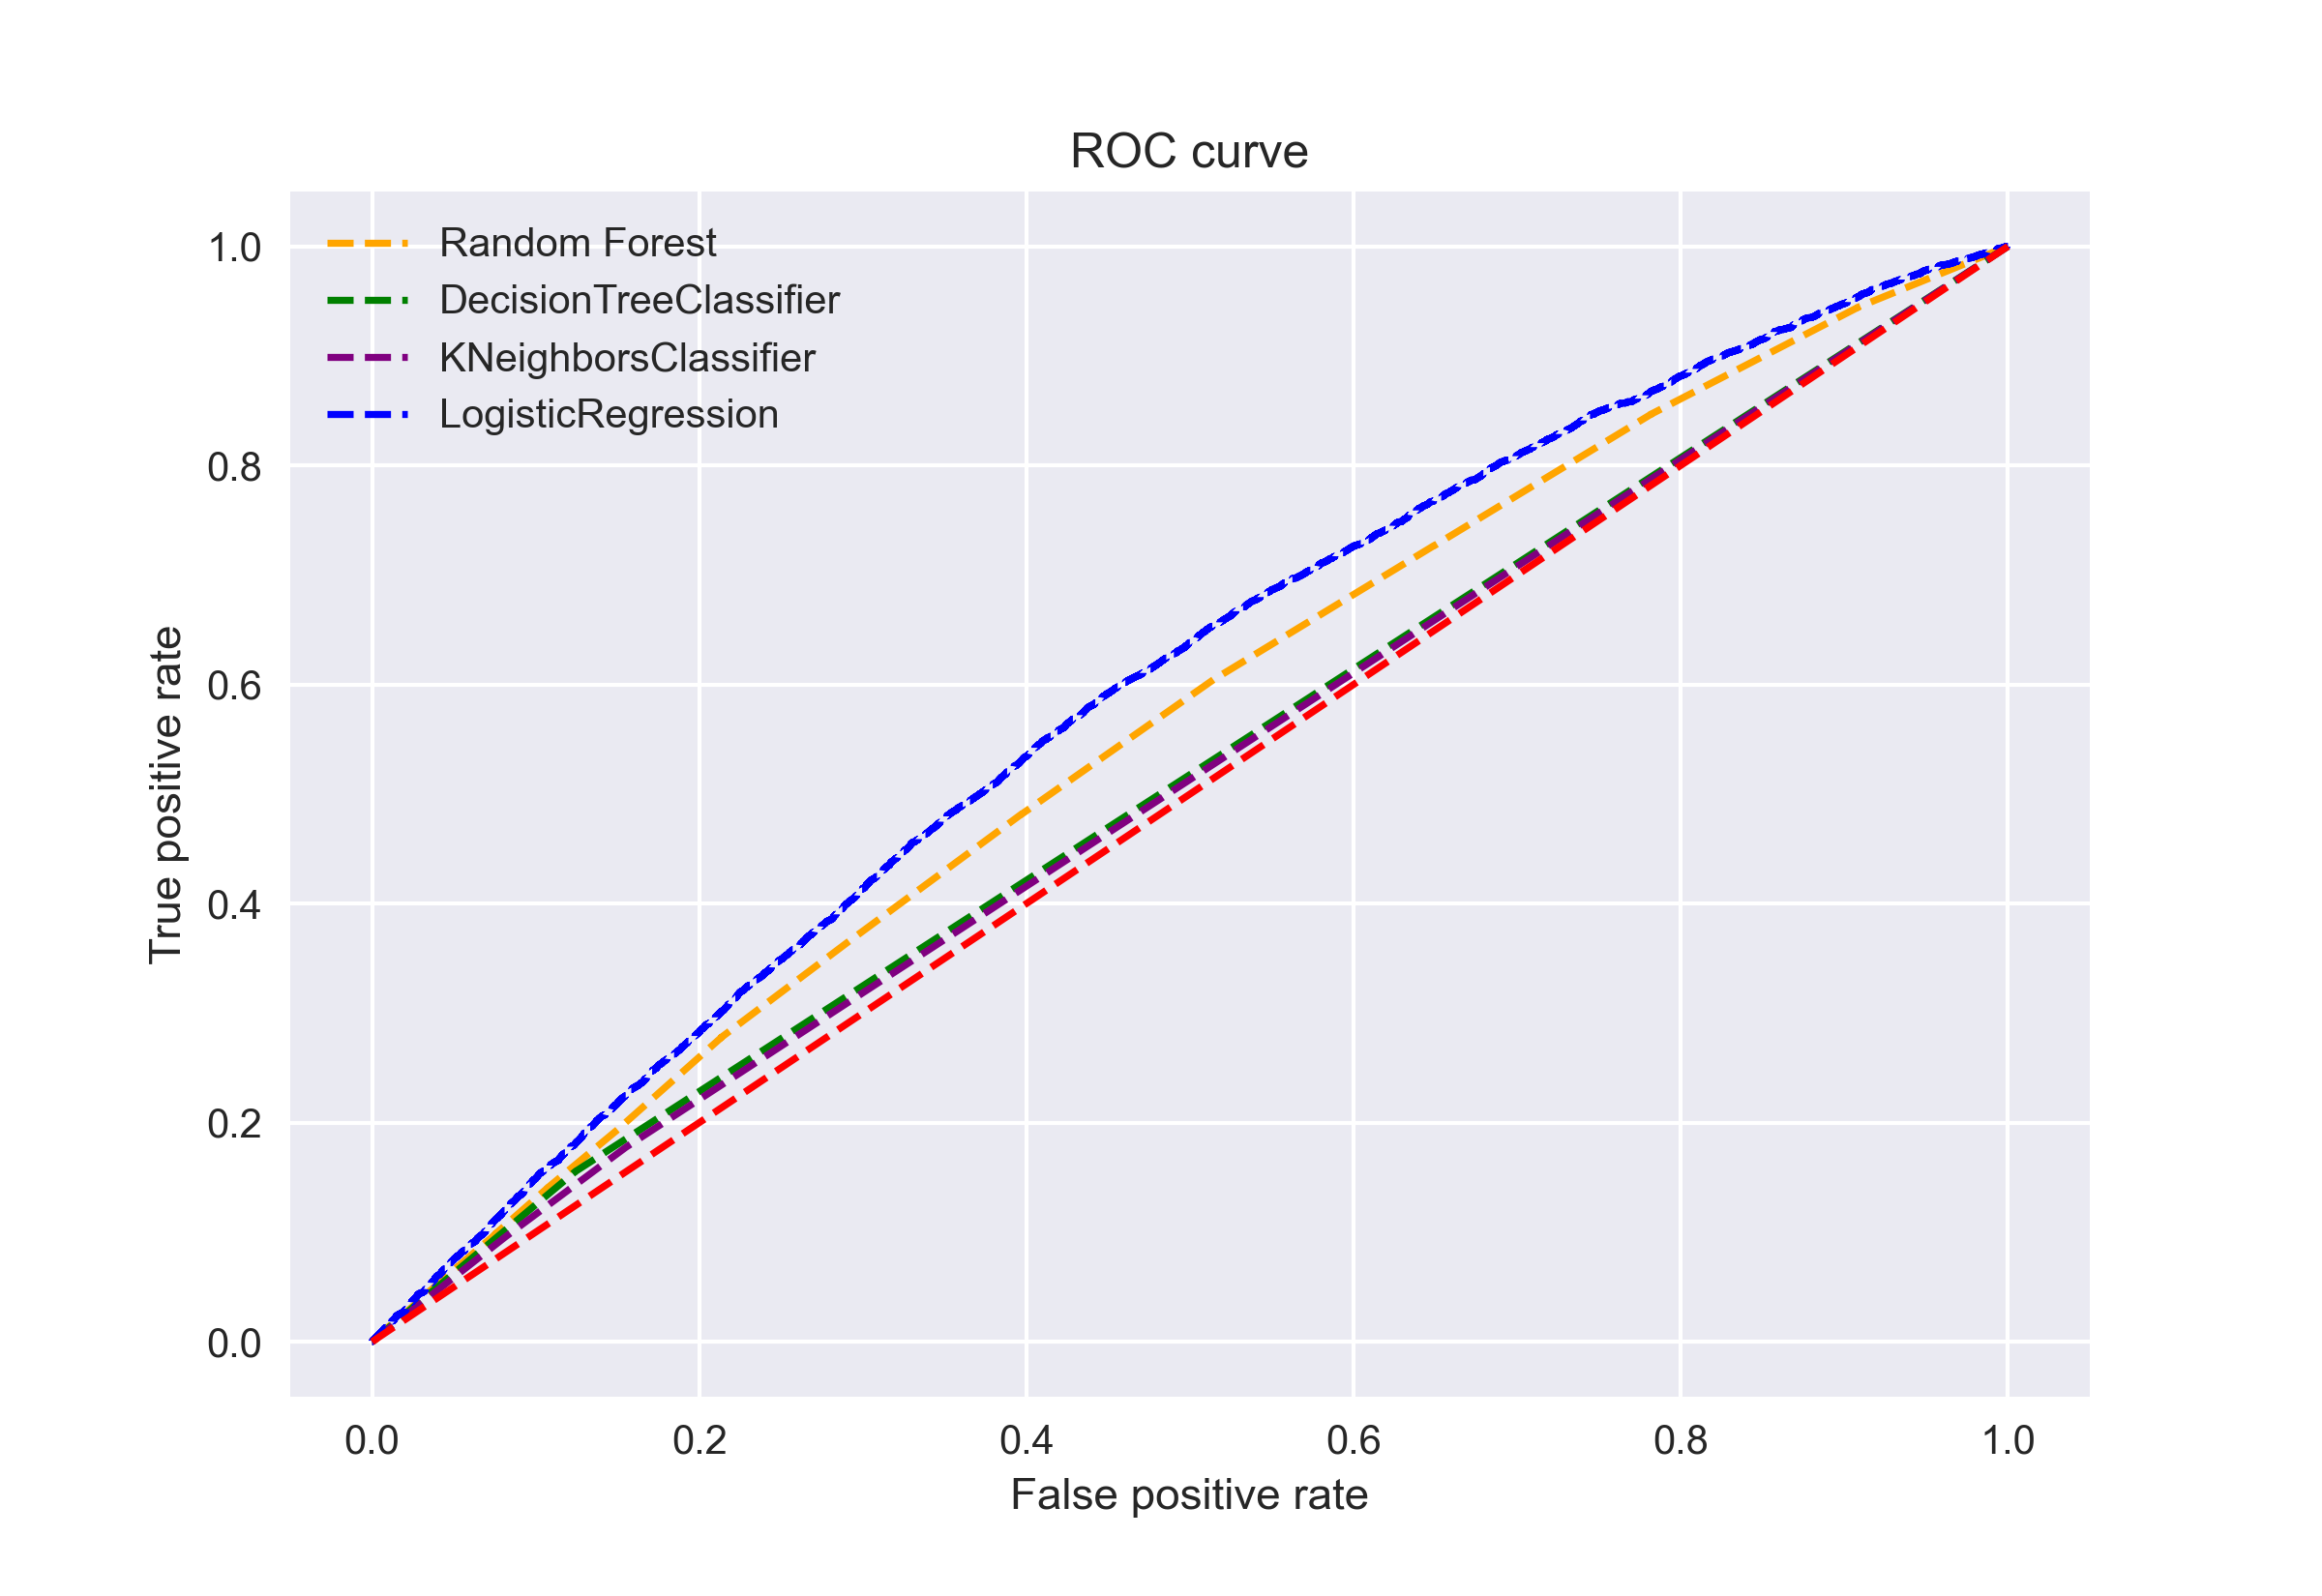 ROC curve
Random Forest
DecisionTreeClassifier
KNeighborsClassifier
LogisticRegression
1.0
0.8
0.6
0.4
0.2
0.0
True positive rate
0.0 0.2 0.4 0.6 0.8 1.0
False positive rate